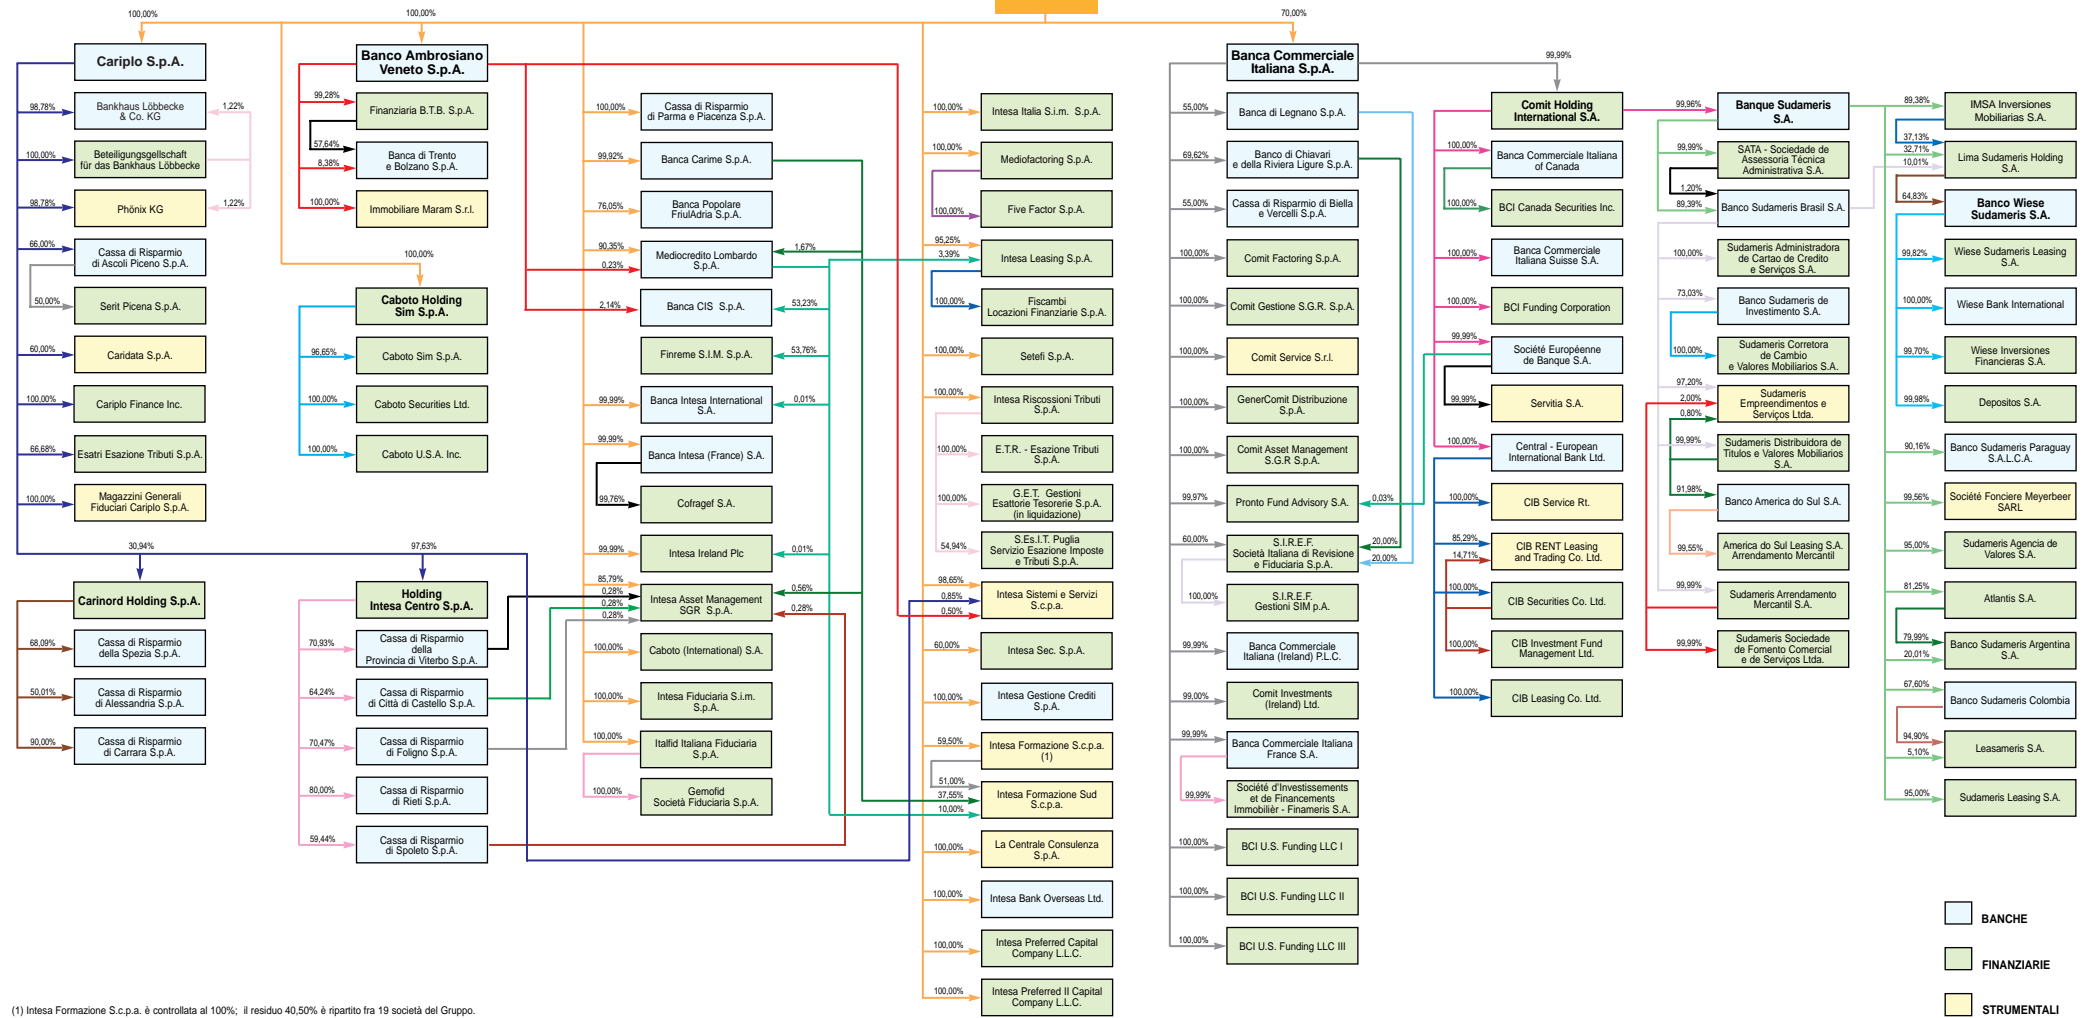 100,00%
100,00%
70,00%
Cariplo S.p.A.
98,78%
Bankhaus Löbbecke
& Co. KG
1,22%
100,00%
Beteiligungsgellschaft
für das Bankhaus Löbbecke
98,78%
Phönix KG
1,22%
66,00%
Cassa di Risparmio
di Ascoli Piceno S.p.A.
50,00%
Serit Picena S.p.A.
60,00%
Caridata S.p.A.
100,00%
Cariplo Finance Inc.
66,68%
Esatri Esazione Tributi S.p.A.
100,00%
Magazzini Generali
Fiduciari Cariplo S.p.A.
30,94%
97,63%
Carinord Holding S.p.A.
68,09%
Cassa di Risparmio
della Spezia S.p.A.
50,01%
Cassa di Risparmio
di Alessandria S.p.A.
90,00%
Cassa di Risparmio
di Carrara S.p.A.
Banco Ambrosiano
Veneto S.p.A.
99,28%
Finanziaria B.T.B. S.p.A.
57,64%
8,38%
Banca di Trento
e Bolzano S.p.A.
100,00%
Immobiliare Maram S.r.l.
100,00%
Caboto Holding
Sim S.p.A.
96,65%
Caboto Sim S.p.A.
100,00%
Caboto Securities Ltd.
100,00%
Caboto U.S.A. Inc.
Holding
Intesa Centro S.p.A.
70,93%
Cassa di Risparmio
della
Provincia di Viterbo S.p.A.
64,24%
Cassa di Risparmio
di Città di Castello S.p.A.
70,47%
Cassa di Risparmio
di Foligno S.p.A.
80,00%
Cassa di Risparmio
di Rieti S.p.A.
59,44%
Cassa di Risparmio
di Spoleto S.p.A.
100,00%
Cassa di Risparmio
di Parma e Piacenza S.p.A.
99,92%
Banca Carime S.p.A.
76,05%
Banca Popolare
FriulAdria S.p.A.
90,35%
0,23%
Mediocredito Lombardo
S.p.A.
1,67%
2,14%
Banca CIS S.p.A.
53,23%
Finreme S.I.M. S.p.A.
53,76%
99,99%
Banca Intesa International
S.A.
0,01%
99,99%
Banca Intesa (France) S.A.
99,76%
Cofragef S.A.
99,99%
Intesa Ireland Plc
0,01%
85,79%
0,28%
0,28%
0,28%
Intesa Asset Management
SGR S.p.A.
0,56%
0,28%
100,00%
Caboto (International) S.A.
100,00%
Intesa Fiduciaria S.i.m.
S.p.A.
100,00%
Italfid Italiana Fiduciaria
S.p.A.
100,00%
Gemofid
Società Fiduciaria S.p.A.
100,00%
Intesa Italia S.i.m. S.p.A.
100,00%
Mediofactoring S.p.A.
100,00%
Five Factor S.p.A.
95,25%
3,39%
Intesa Leasing S.p.A.
100,00%
Fiscambi
Locazioni Finanziarie S.p.A.
100,00%
Setefi S.p.A.
100,00%
Intesa Riscossioni Tributi
S.p.A.
100,00%
E.T.R. - Esazione Tributi
S.p.A.
100,00%
G.E.T. Gestioni
Esattorie Tesorerie S.p.A.
(in liquidazione)
54,94%
S.Es.I.T. Puglia
Servizio Esazione Imposte
e Tributi S.p.A.
98,65%
0,85%
0,50%
Intesa Sistemi e Servizi
S.c.p.a.
60,00%
Intesa Sec. S.p.A.
100,00%
Intesa Gestione Crediti
S.p.A.
59,50%
Intesa Formazione S.c.p.a.
(1)
51,00%
37,55%
10,00%
Intesa Formazione Sud
S.c.p.a.
100,00%
La Centrale Consulenza
S.p.A.
100,00%
Intesa Bank Overseas Ltd.
100,00%
Intesa Preferred Capital
Company L.L.C.
100,00%
Intesa Preferred II Capital
Company L.L.C.
Banca Commerciale
Italiana S.p.A.
99,99%
55,00%
Banca di Legnano S.p.A.
69,62%
Banco di Chiavari
e della Riviera Ligure S.p.A.
55,00%
Cassa di Risparmio di Biella
e Vercelli S.p.A.
100,00%
Comit Factoring S.p.A.
100,00%
Comit Gestione S.G.R. S.p.A.
100,00%
Comit Service S.r.l.
100,00%
GenerComit Distribuzione
S.p.A.
100,00%
Comit Asset Management
S.G.R S.p.A.
99,97%
Pronto Fund Advisory S.A.
0,03%
60,00%
S.I.R.E.F.
Società Italiana di Revisione
e Fiduciaria S.p.A.
20,00%
20,00%
100,00%
S.I.R.E.F.
Gestioni SIM p.A.
99,99%
Banca Commerciale
Italiana (Ireland) P.L.C.
99,00%
Comit Investments
(Ireland) Ltd.
99,99%
Banca Commerciale Italiana
France S.A.
99,99%
Société d'Investissements
et de Financements
Immobilièr - Finameris S.A.
100,00%
BCI U.S. Funding LLC I
100,00%
BCI U.S. Funding LLC II
100,00%
BCI U.S. Funding LLC III
Comit Holding
International S.A.
99,96%
100,00%
Banca Commerciale Italiana
of Canada
100,00%
BCI Canada Securities Inc.
100,00%
Banca Commerciale
Italiana Suisse S.A.
100,00%
BCI Funding Corporation
99,99%
Société Européenne
de Banque S.A.
99,99%
Servitia S.A.
100,00%
Central - European
International Bank Ltd.
100,00%
CIB Service Rt.
85,29%
14,71%
CIB RENT Leasing
and Trading Co. Ltd.
100,00%
CIB Securities Co. Ltd.
100,00%
CIB Investment Fund
Management Ltd.
100,00%
CIB Leasing Co. Ltd.
Banque Sudameris
S.A.
99,99%
SATA - Sociedade de
Assessoria Técnica
Administrativa S.A.
1,20%
89,39%
Banco Sudameris Brasil S.A.
100,00%
Sudameris Administradora
de Cartao de Credito
e Serviços S.A.
73,03%
Banco Sudameris de
Investimento S.A.
100,00%
Sudameris Corretora
de Cambio
e Valores Mobiliarios S.A.
97,20%
2,00%
0,80%
Sudameris
Empreendimentos e
Serviços Ltda.
99,99%
Sudameris Distribuidora de
Titulos e Valores Mobiliarios
S.A.
91,98%
Banco America do Sul S.A.
99,55%
America do Sul Leasing S.A.
Arrendamento Mercantil
99,99%
Sudameris Arrendamento
Mercantil S.A.
99,99%
Sudameris Sociedade
de Fomento Comercial
e de Serviços Ltda.
89,38%
IMSA Inversiones
Mobiliarias S.A.
37,13%
32,71%
10,01%
Lima Sudameris Holding
S.A.
64,83%
Banco Wiese
Sudameris S.A.
99,82%
Wiese Sudameris Leasing
S.A.
100,00%
Wiese Bank International
99,70%
Wiese Inversiones
Financieras S.A.
99,98%
Depositos S.A.
90,16%
Banco Sudameris Paraguay
S.A.L.C.A.
99,56%
Société Fonciere Meyerbeer
SARL
95,00%
Sudameris Agencia de
Valores S.A.
81,25%
Atlantis S.A.
79,99%
20,01%
Banco Sudameris Argentina
S.A.
67,60%
Banco Sudameris Colombia
94,90%
5,10%
Leasameris S.A.
95,00%
Sudameris Leasing S.A.
BANCHE
FINANZIARIE
STRUMENTALI
(1) Intesa Formazione S.c.p.a. è controllata al 100%; il residuo 40,50% è ripartito fra 19 società del Gruppo.